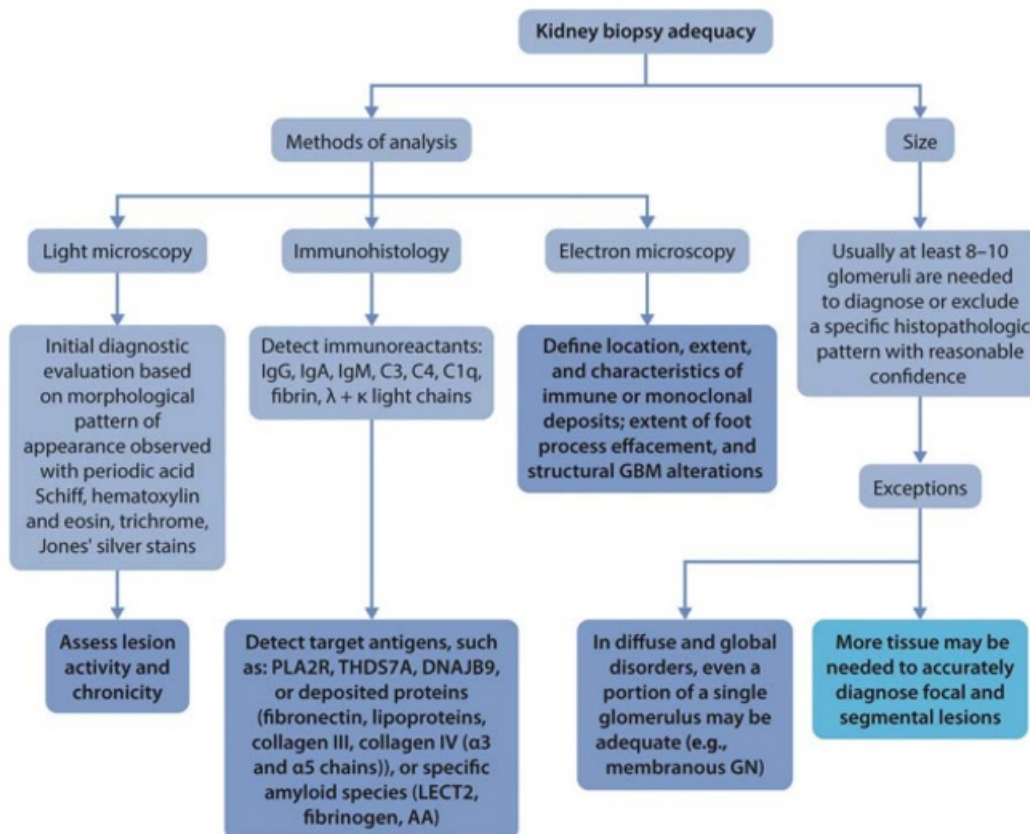 Kidney biopsy adequacy
Methods of analysis
Size
Light microscopy
Immunohistology
Electron microscopy
Usually at least 8–10
glomeruli are needed
to diagnose or exclude
a specific histopathologic
pattern with reasonable
confidence
Initial diagnostic
evaluation based
on morphological
pattern of
appearance observed
with periodic acid
Schiff, hematoxylin
and eosin, trichrome,
Jones' silver stains
Detect immunoreactants:
IgG, IgA, IgM, C3, C4, C1q,
fibrin, λ + κ light chains
Define location, extent,
and characteristics of
immune or monoclonal
deposits; extent of foot
process effacement, and
structural GBM alterations
Exceptions
Assess lesion
activity and
chronicity
Detect target antigens, such
as: PLA2R, THDS7A, DNAJB9,
or deposited proteins
(fibronectin, lipoproteins,
collagen III, collagen IV (α3
and α5 chains)), or specific
amyloid species (LECT2,
fibrinogen, AA)
In diffuse and global
disorders, even a
portion of a single
glomerulus may be
adequate (e.g.,
membranous GN)
More tissue may be
needed to accurately
diagnose focal and
segmental lesions